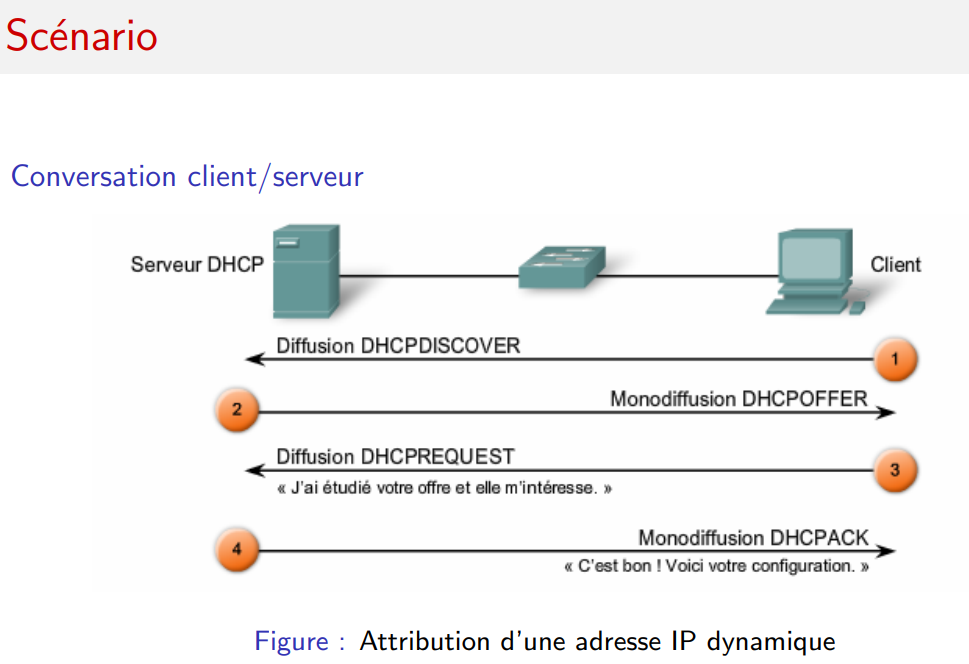 Scénario
Conversation client/serveur
Serveur DHCP
Client
Diffusion DHCPDISCOVER
1
2
Monodiffusion DHCPOFFER
Diffusion DHCPREQUEST
3
« J'ai étudié votre offre et elle m'intéresse. »
4
Monodiffusion DHCPACK
« C'est bon ! Voici votre configuration. »
Figure : Attribution d'une adresse IP dynamique